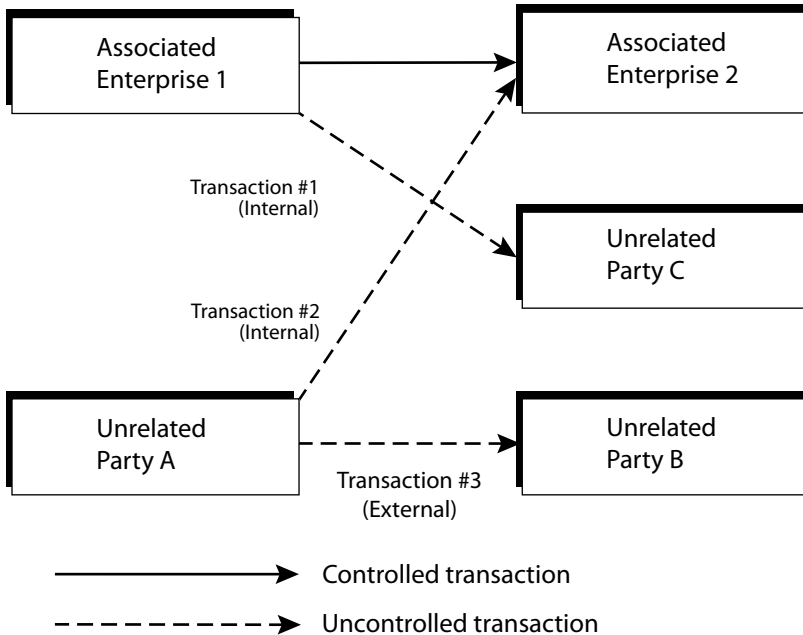 Associated
Enterprise 1
Associated
Enterprise 2
Transaction #1
(Internal)
Unrelated
Party C
Transaction #2
(Internal)
Unrelated
Party A
Unrelated
Party B
Transaction #3
(External)
Controlled transaction
Uncontrolled transaction